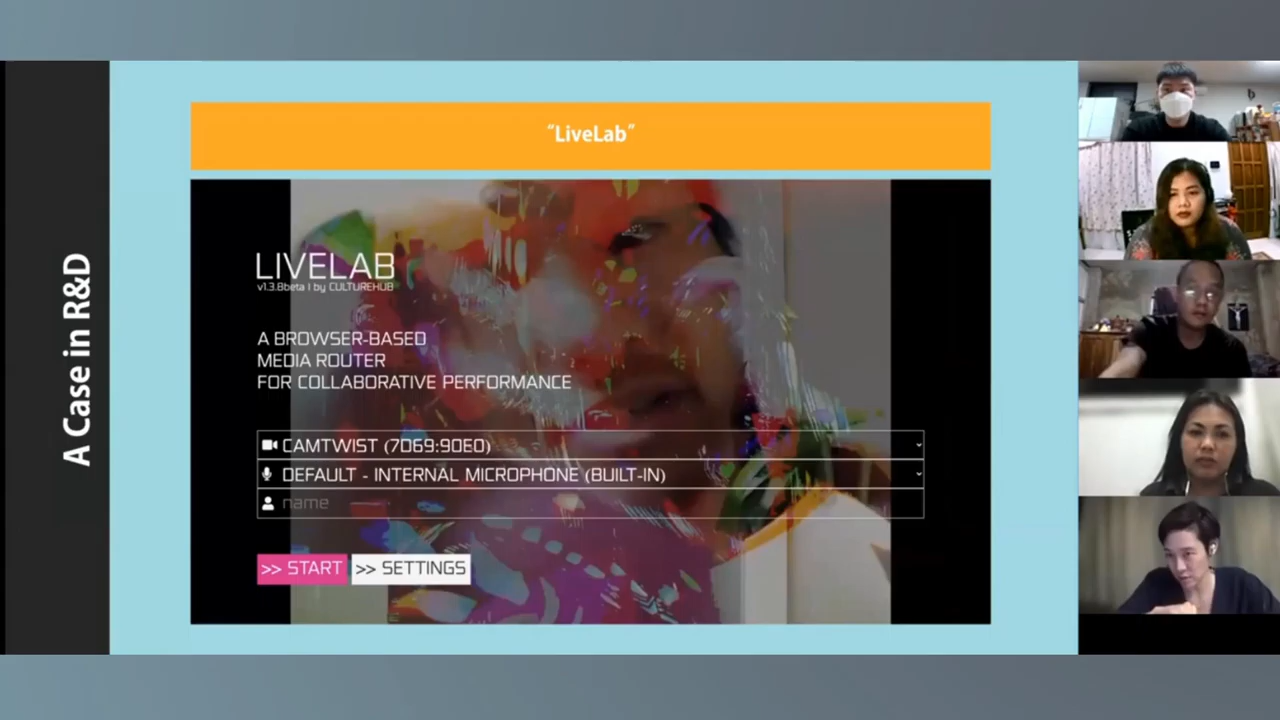 A Case in R&D
“LiveLab”
LIVELAB
v1.3.8beta | by CULTUREHUB
A BROWSER-BASED
MEDIA ROUTER
FOR COLLABORATIVE PERFORMANCE
CAMTWIST (7D69:90E0)
DEFAULT - INTERNAL MICROPHONE (BUILT-IN)
name
>> START >> SETTINGS